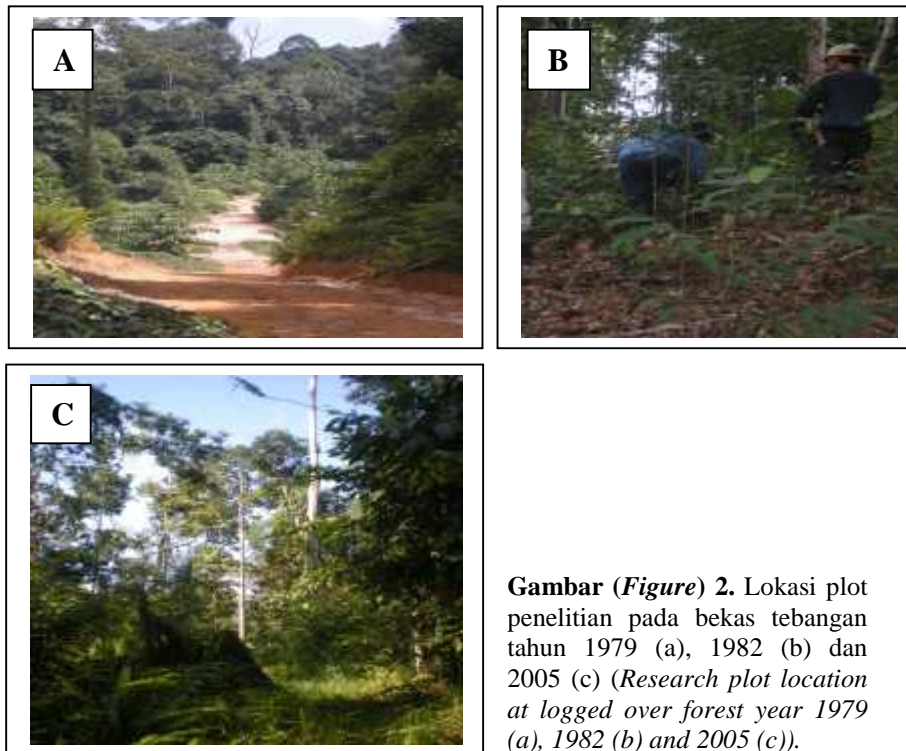 A
B
C
Gambar (Figure) 2. Lokasi plot
penelitian pada bekas tebangan
tahun 1979 (a), 1982 (b) dan
2005 (c) (Research plot location
at logged over forest year 1979
(a), 1982 (b) and 2005 (c)).